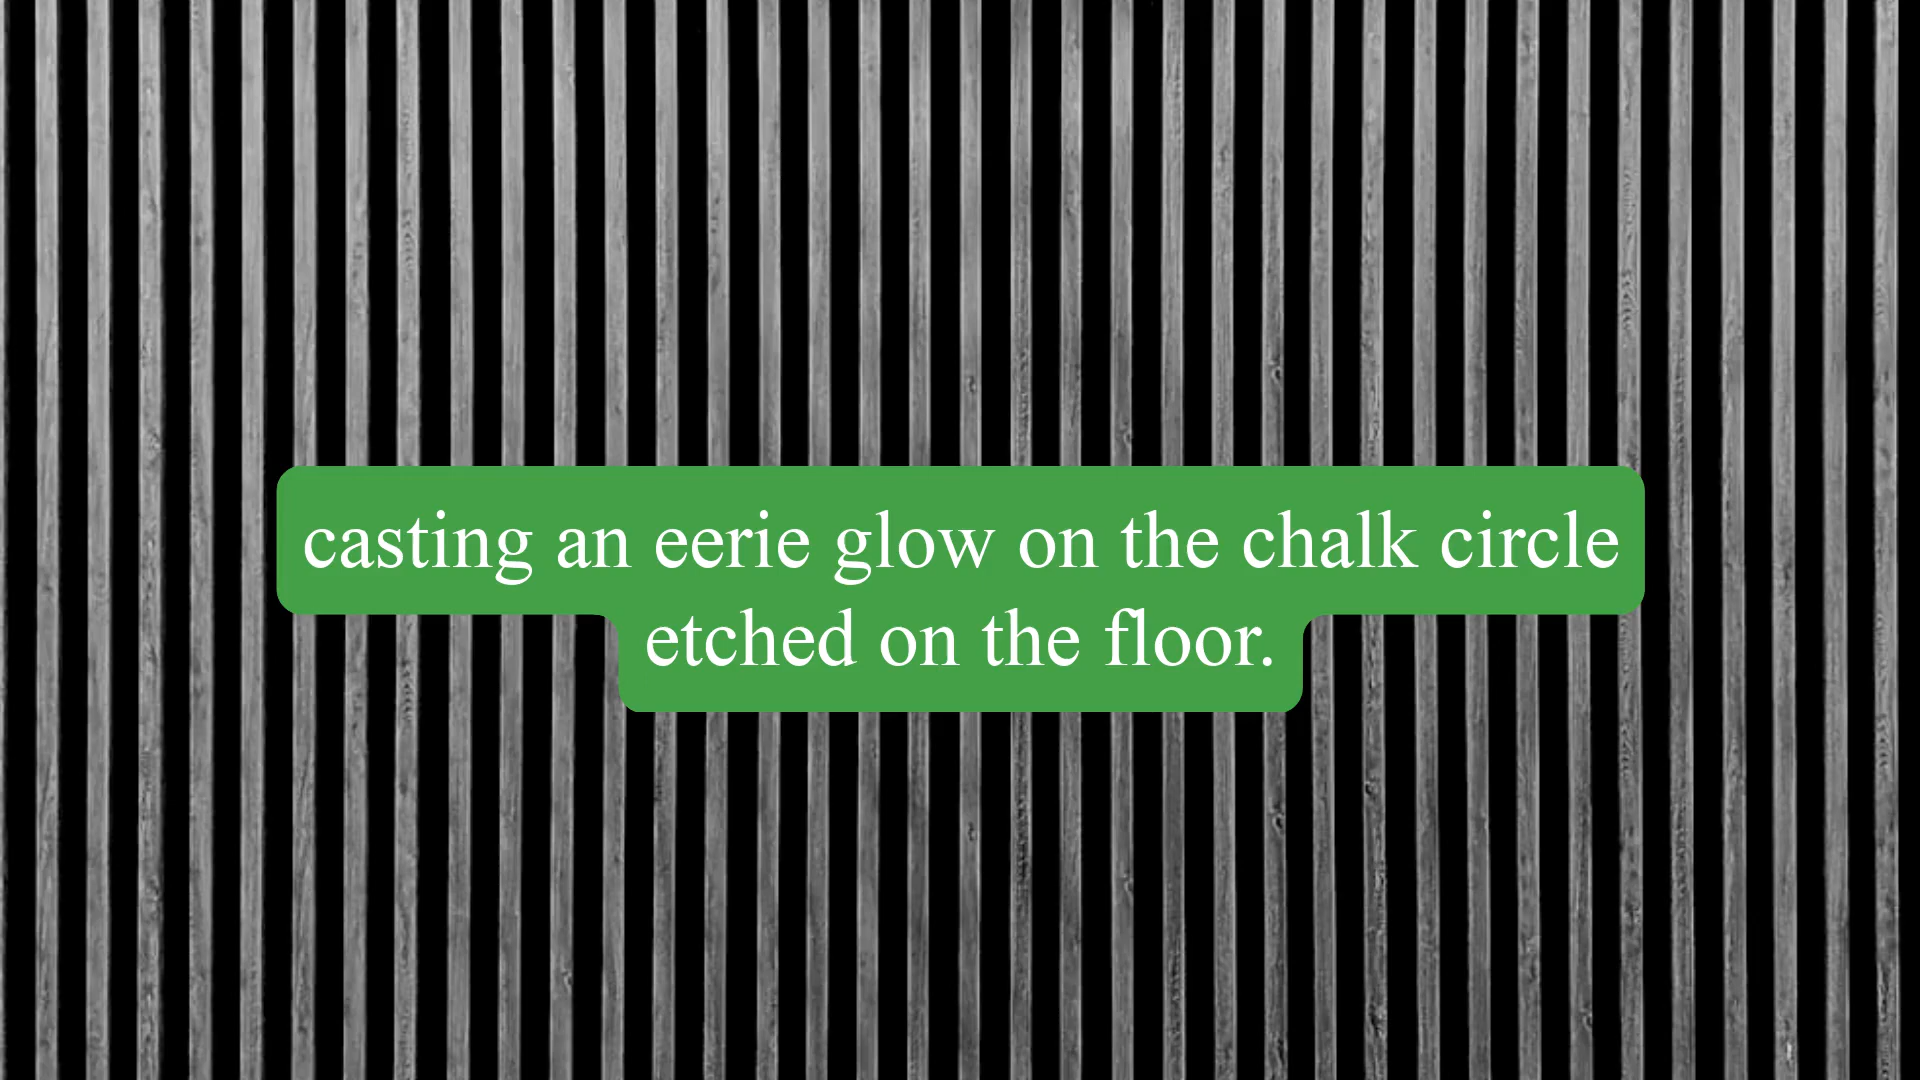 casting an eerie glow on the chalk circle
etched on the floor.